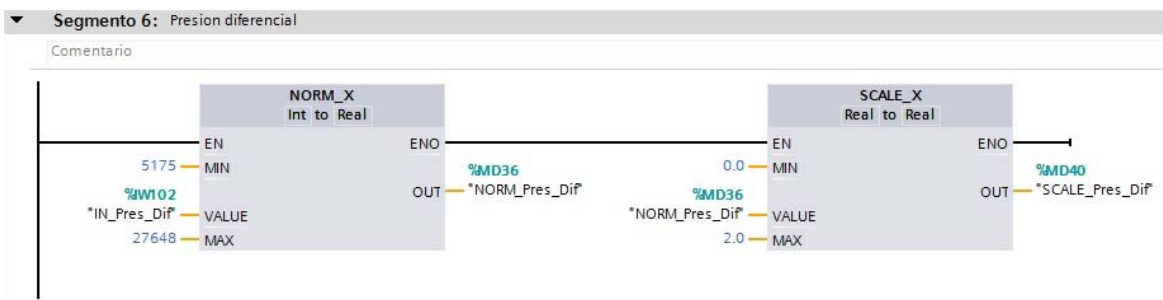 Segmento 6: Presion diferencial
Comentario
NORM_X
Int to Real
EN
ENO
5175
MIN
%MD36
OUT
"NORM_Pres_Dif"
%IW102
"IN_Pres_Dif"
VALUE
27648
MAX
SCALE_X
Real to Real
EN
ENO
0.0
MIN
%MD40
OUT
"SCALE_Pres_Dif"
%MD36
"NORM_Pres_Dif"
VALUE
2.0
MAX